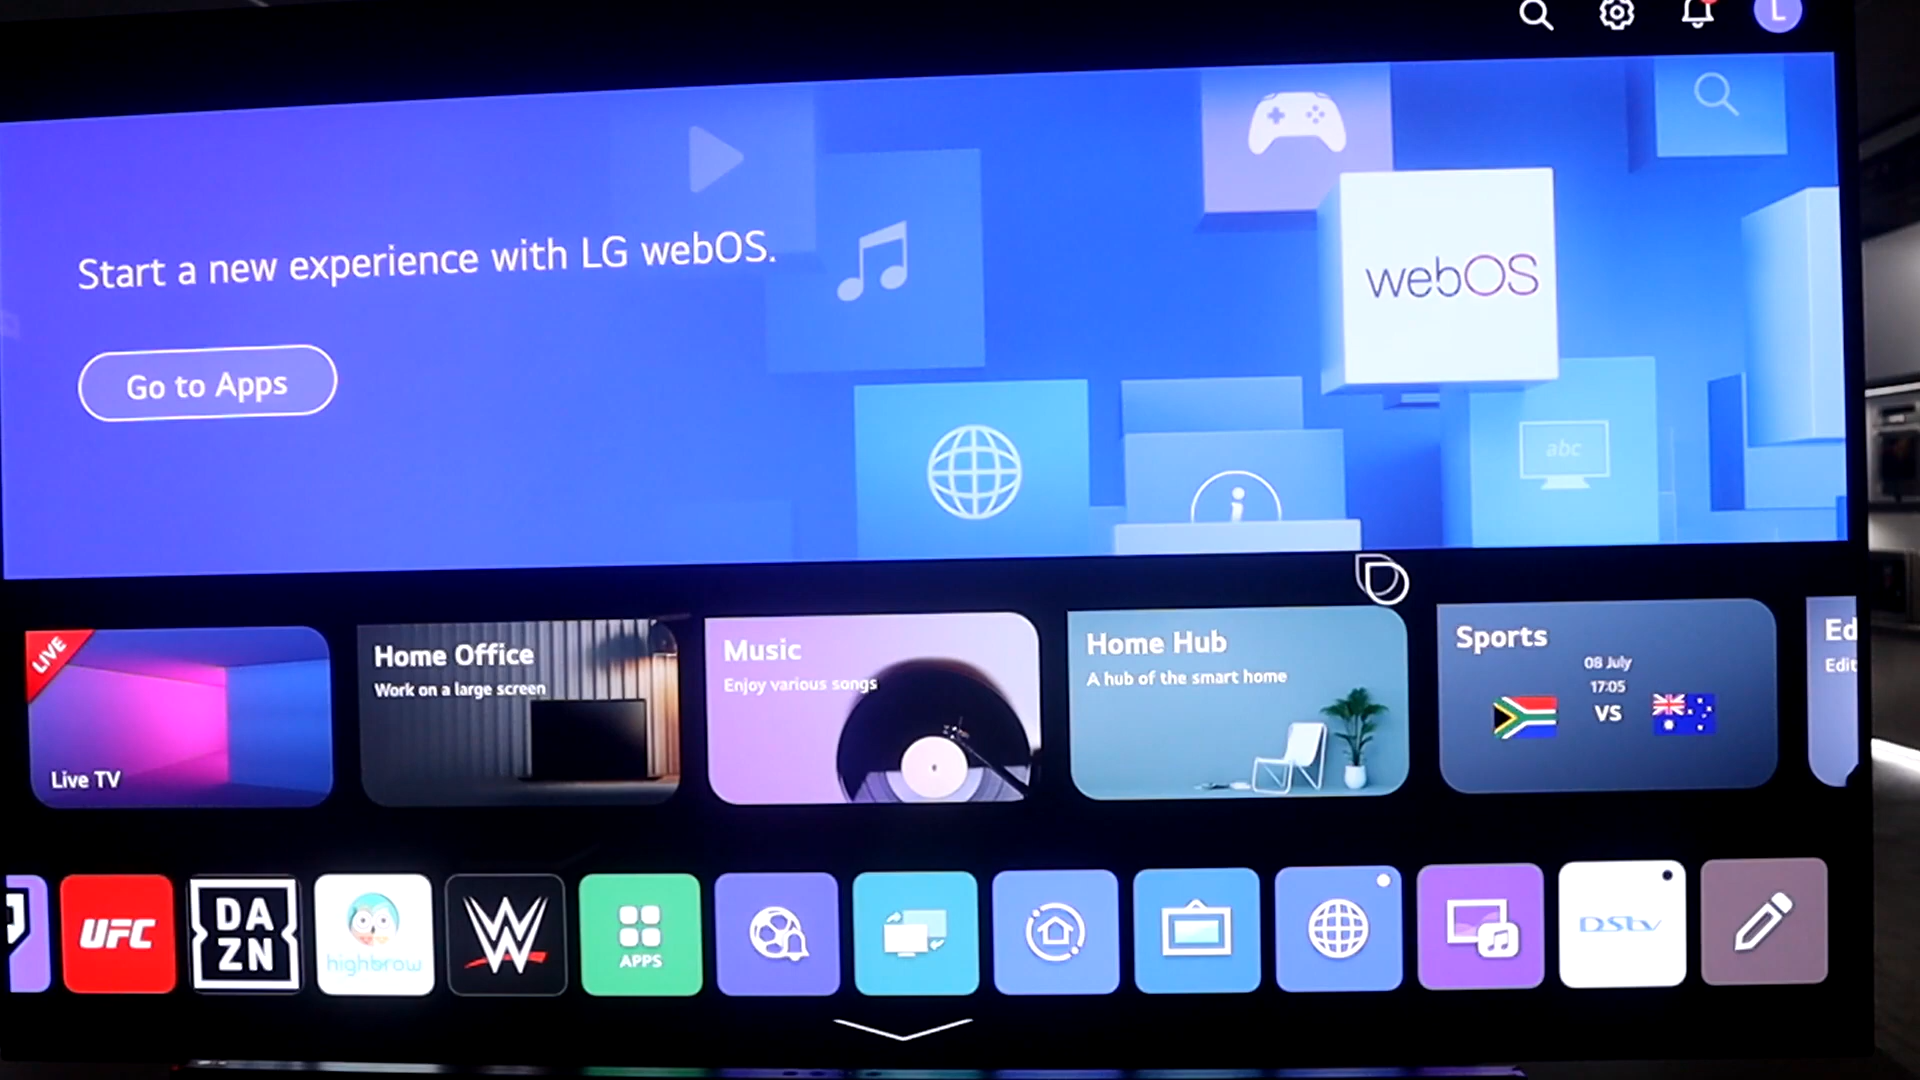 L
Start a new experience with LG webOS.
Go to Apps
webOS
abc
i
LIVE
Live TV
Home Office
Work on a large screen
Music
Enjoy various songs
Home Hub
A hub of the smart home
Sports
08 July
17:05
VS
Ed
Edit
UFC
DA
ZN
highbrow
W
APPS
DStv